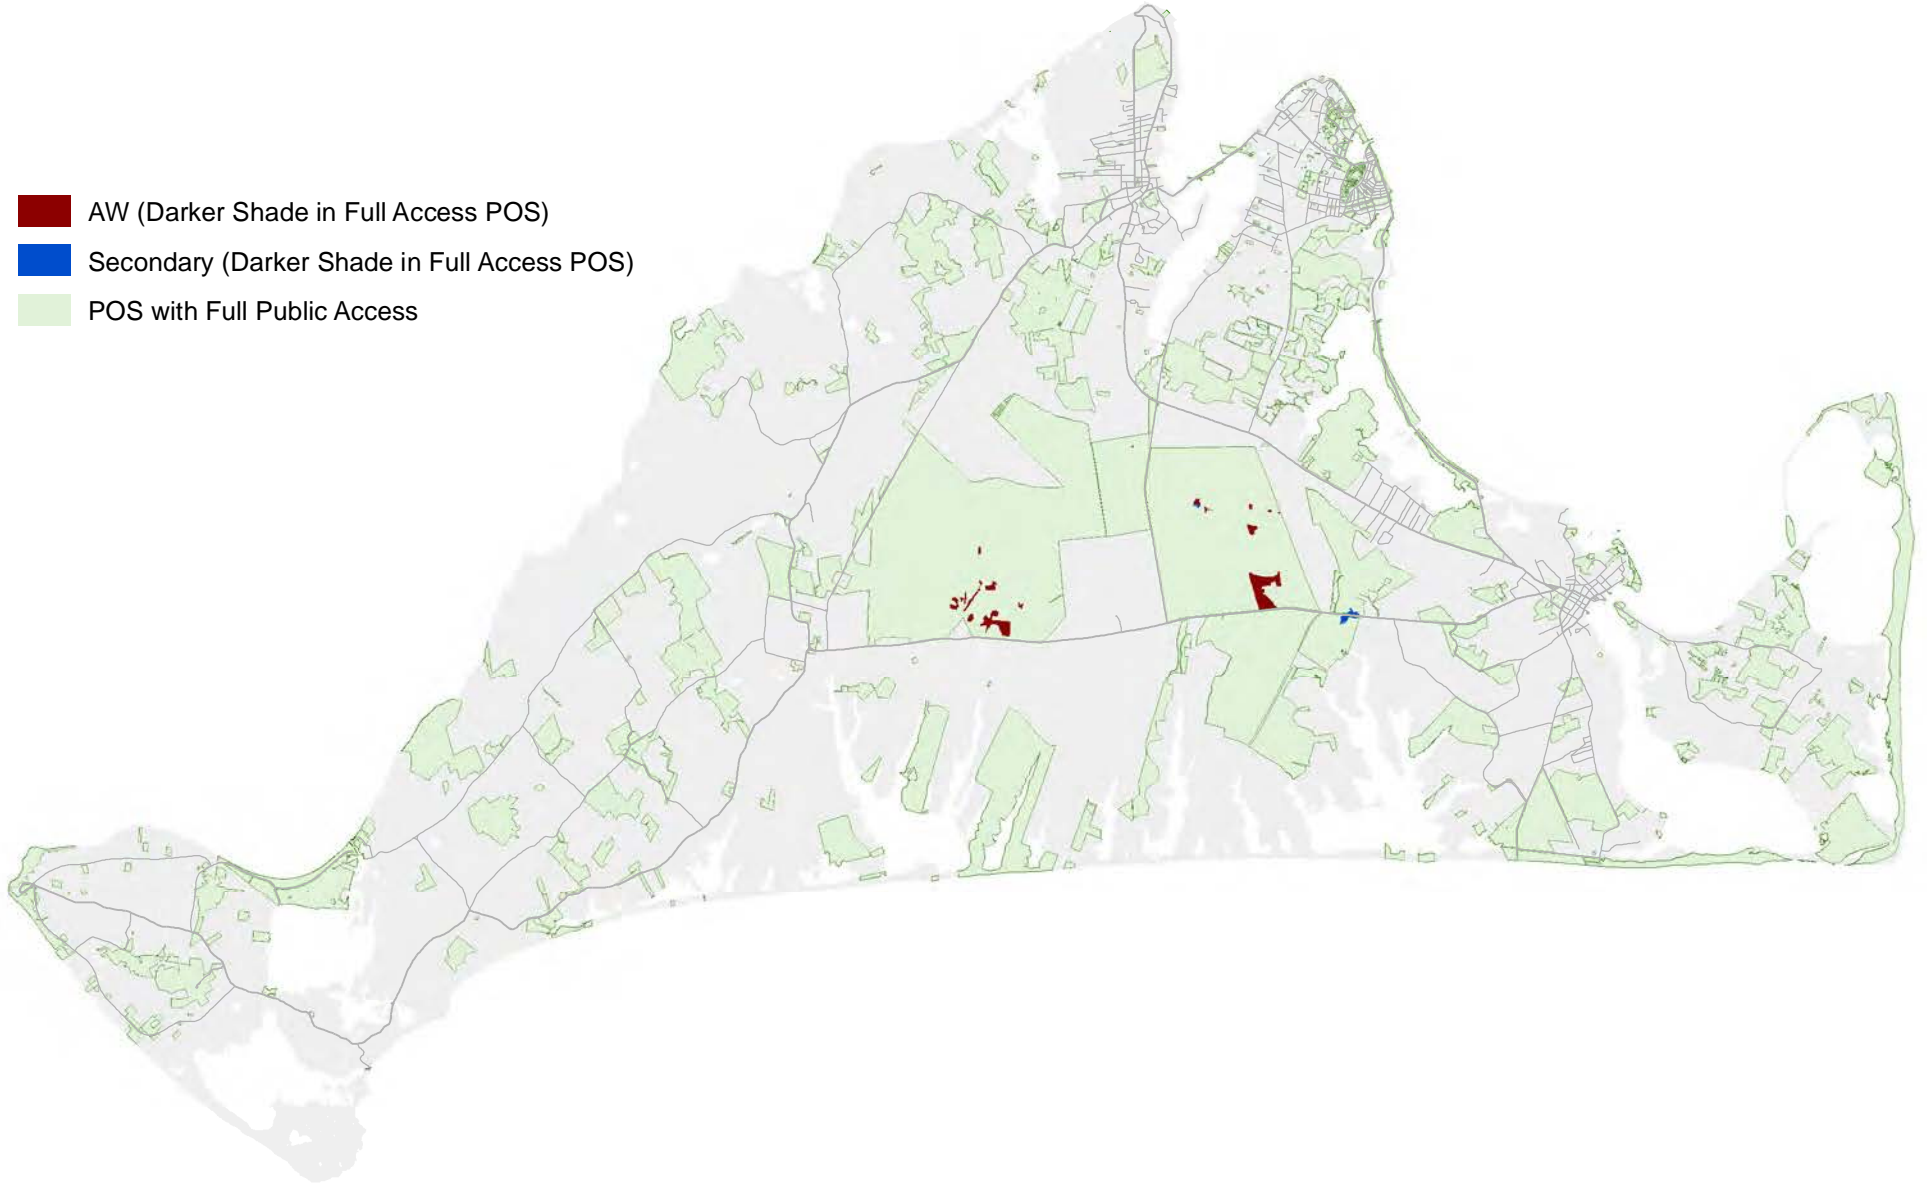 AW (Darker Shade in Full Access POS)
Secondary (Darker Shade in Full Access POS)
POS with Full Public Access